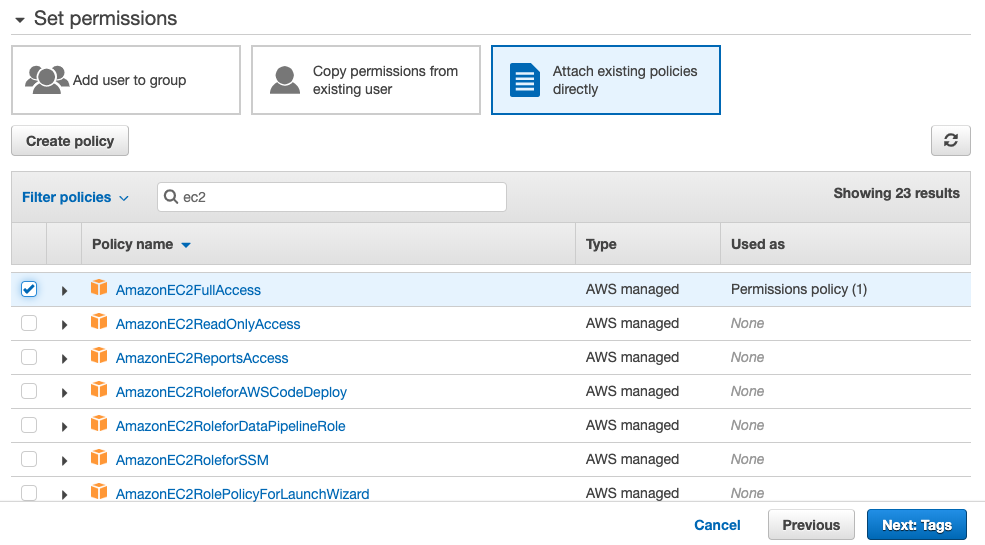 Set permissions
Add user to group
Copy permissions from
existing user
Attach existing policies
directly
Create policy
Filter policies
ec2
Showing 23 results
Policy name
Type
Used as
AmazonEC2FullAccess AWS managed Permissions policy (1)
AmazonEC2ReadOnlyAccess AWS managed None
AmazonEC2ReportsAccess AWS managed None
AmazonEC2RoleforAWSCodeDeploy AWS managed None
AmazonEC2RoleforDataPipelineRole AWS managed None
AmazonEC2RoleforSSM AWS managed None
AmazonEC2RolePolicyForLaunchWizard AWS managed None
Cancel
Previous
Next: Tags